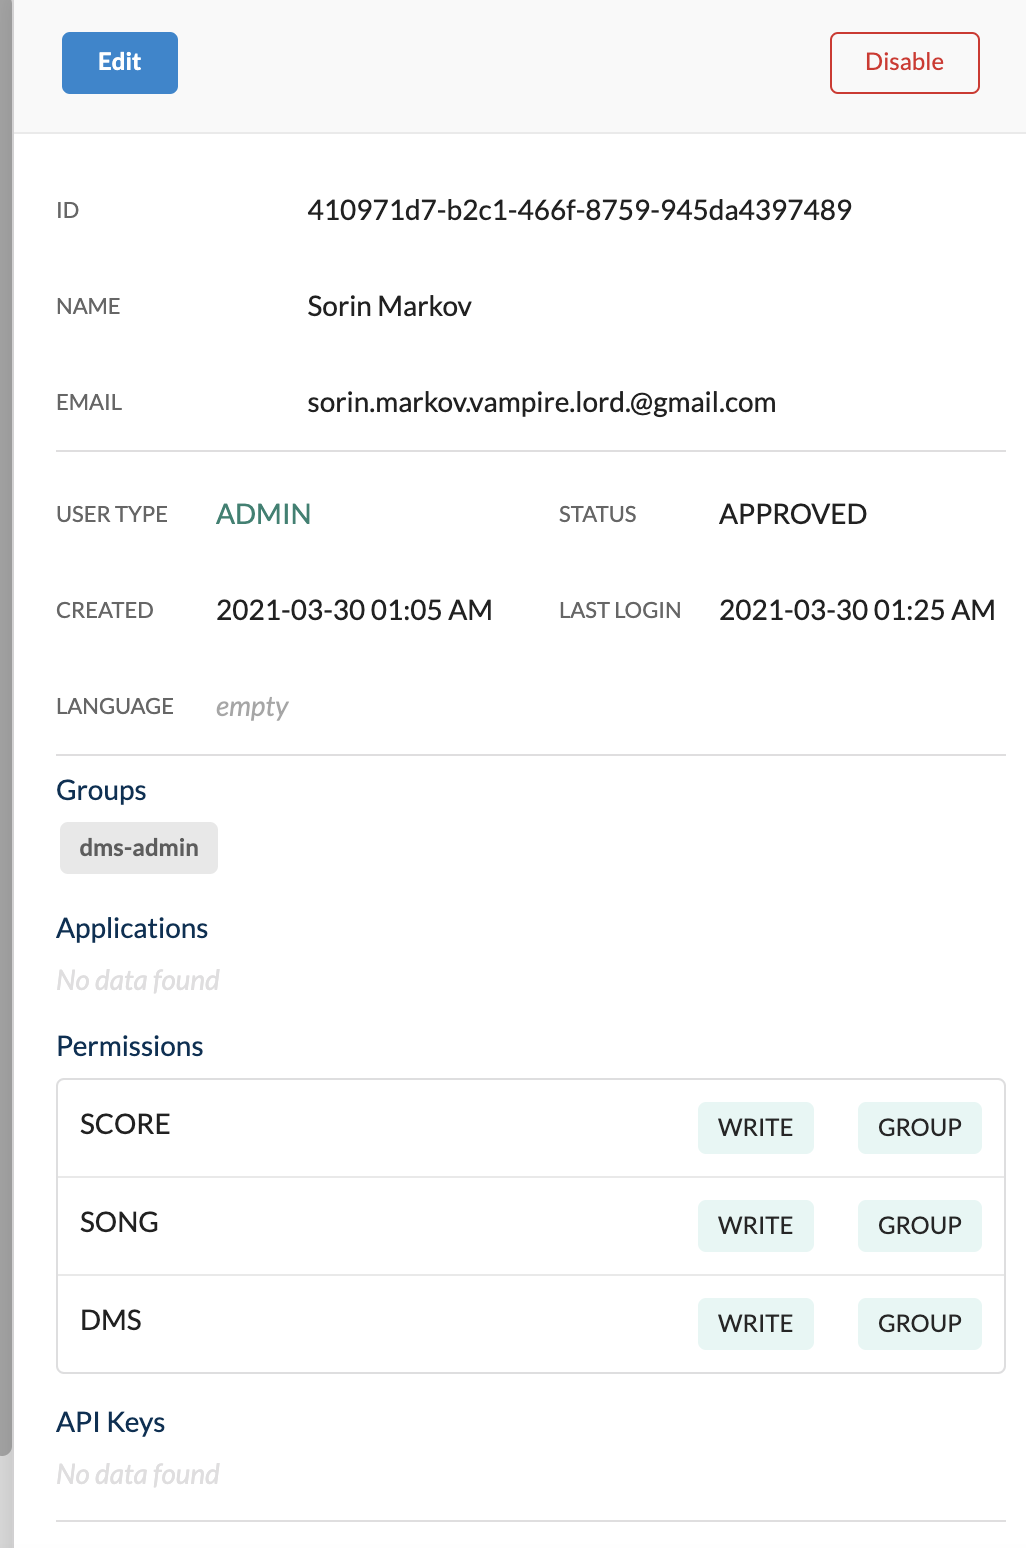 Edit Disable
ID 410971d7-b2c1-466f-8759-945da4397489
NAME Sorin Markov
EMAIL sorin.markov.vampire.lord.@gmail.com
USER TYPE ADMIN STATUS APPROVED
CREATED 2021-03-30 01:05 AM LAST LOGIN 2021-03-30 01:25 AM
LANGUAGE empty
Groups
dms-admin
Applications
No data found
Permissions
SCORE WRITE GROUP
SONG WRITE GROUP
DMS WRITE GROUP
API Keys
No data found